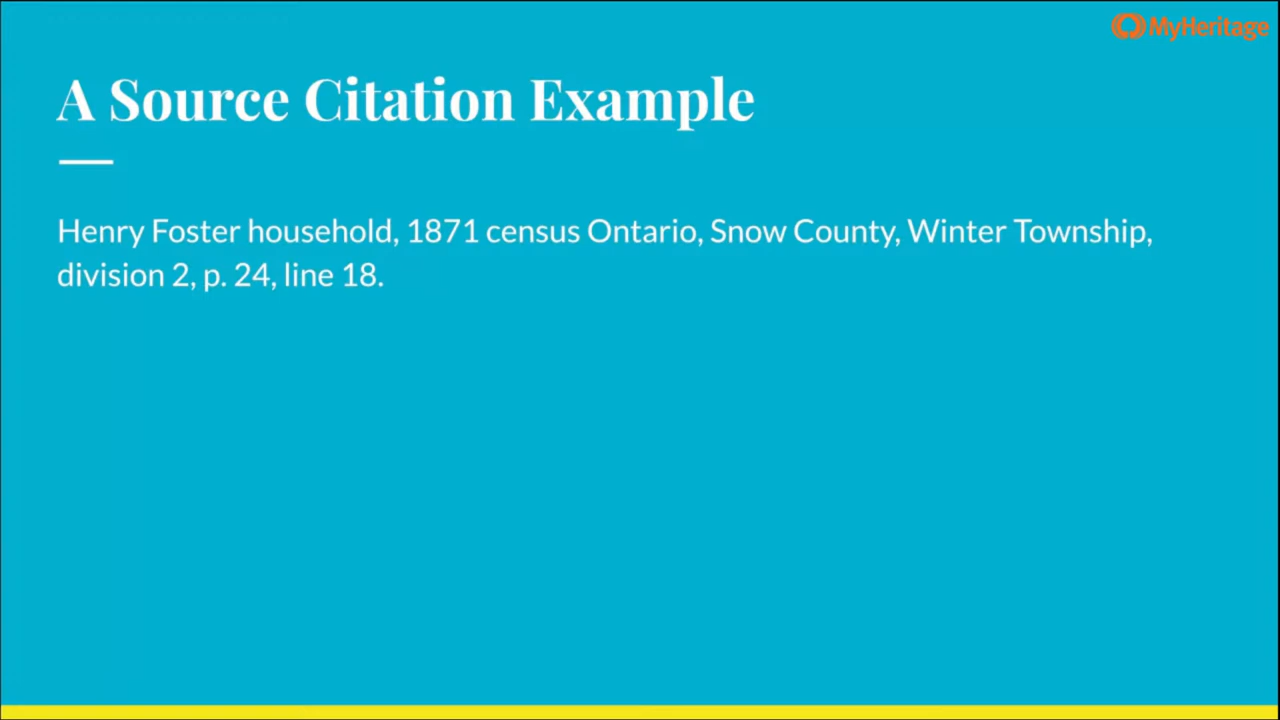 MyHeritage
A Source Citation Example
Henry Foster household, 1871 census Ontario, Snow County, Winter Township,
division 2, p. 24, line 18.